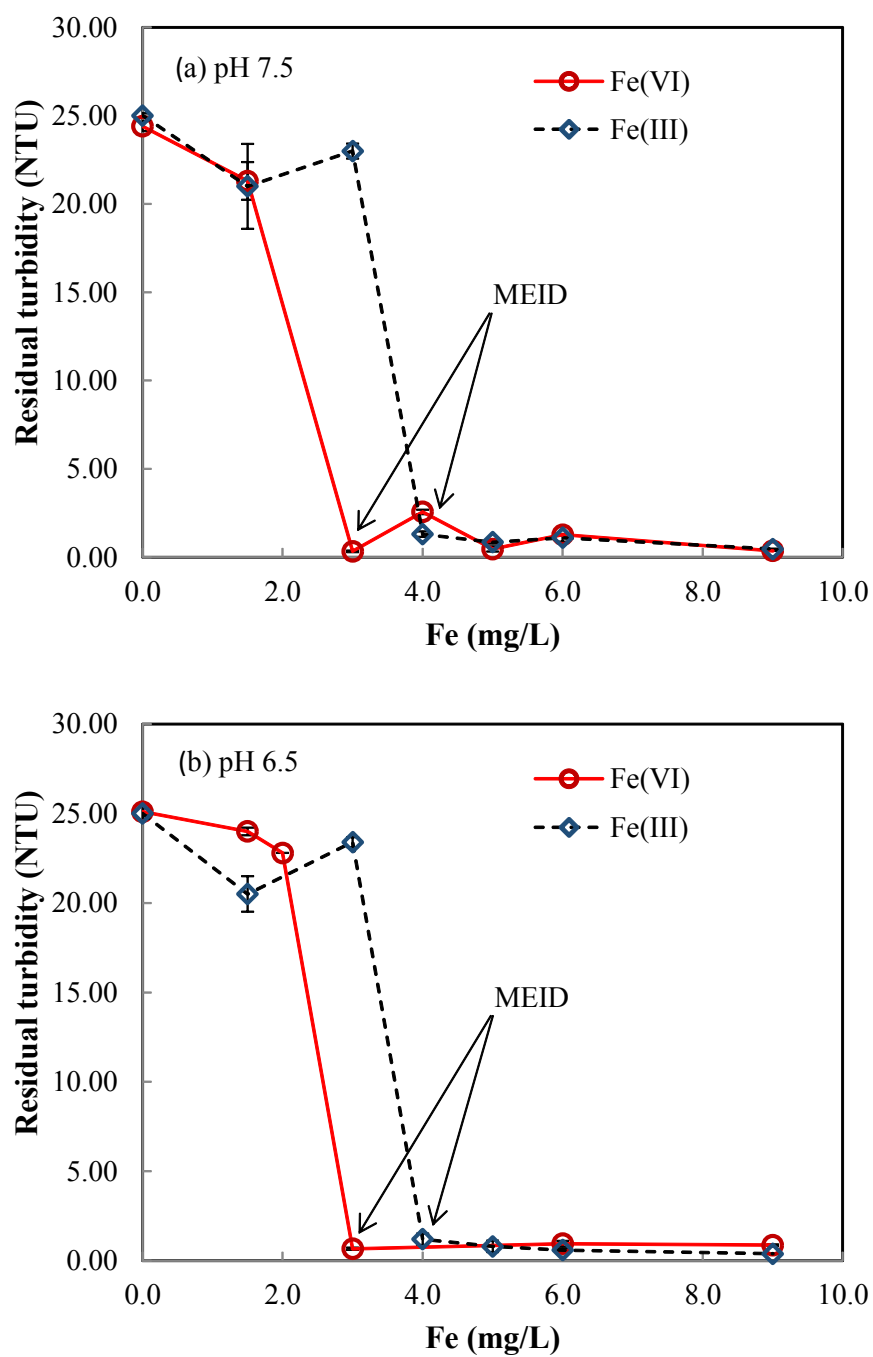 30.00
(a) pH 7.5
Fe(VI)
25.00
Fe(III)
20.00
15.00
MEID
10.00
5.00
0.00
0.0 2.0 4.0 6.0 8.0 10.0
Residual turbidity (NTU)
Fe (mg/L)
30.00
(b) pH 6.5
Fe(VI)
25.00
Fe(III)
20.00
15.00
MEID
10.00
5.00
0.00
0.0 2.0 4.0 6.0 8.0 10.0
Residual turbidity (NTU)
Fe (mg/L)